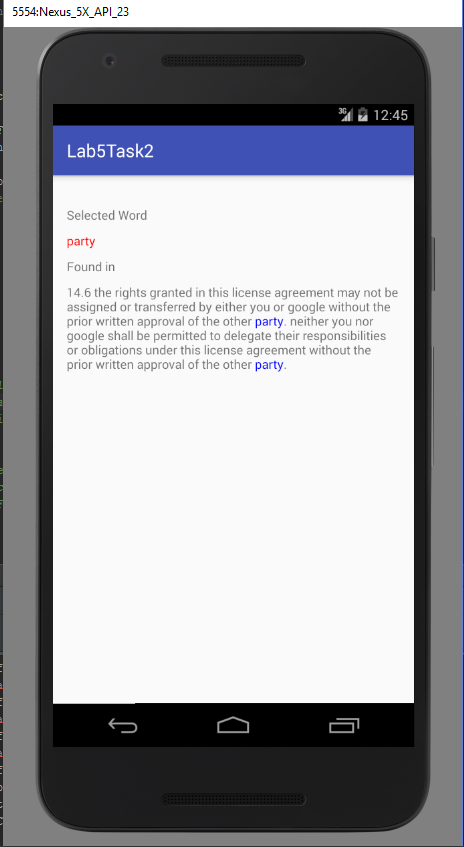 5554:Nexus_5X_API_23
3G 12:45
Lab5Task2
Selected Word
party
Found in
14.6 the rights granted in this license agreement may not be
assigned or transferred by either you or google without the
prior written approval of the other party. neither you nor
google shall be permitted to delegate their responsibilities
or obligations under this license agreement without the
prior written approval of the other party.